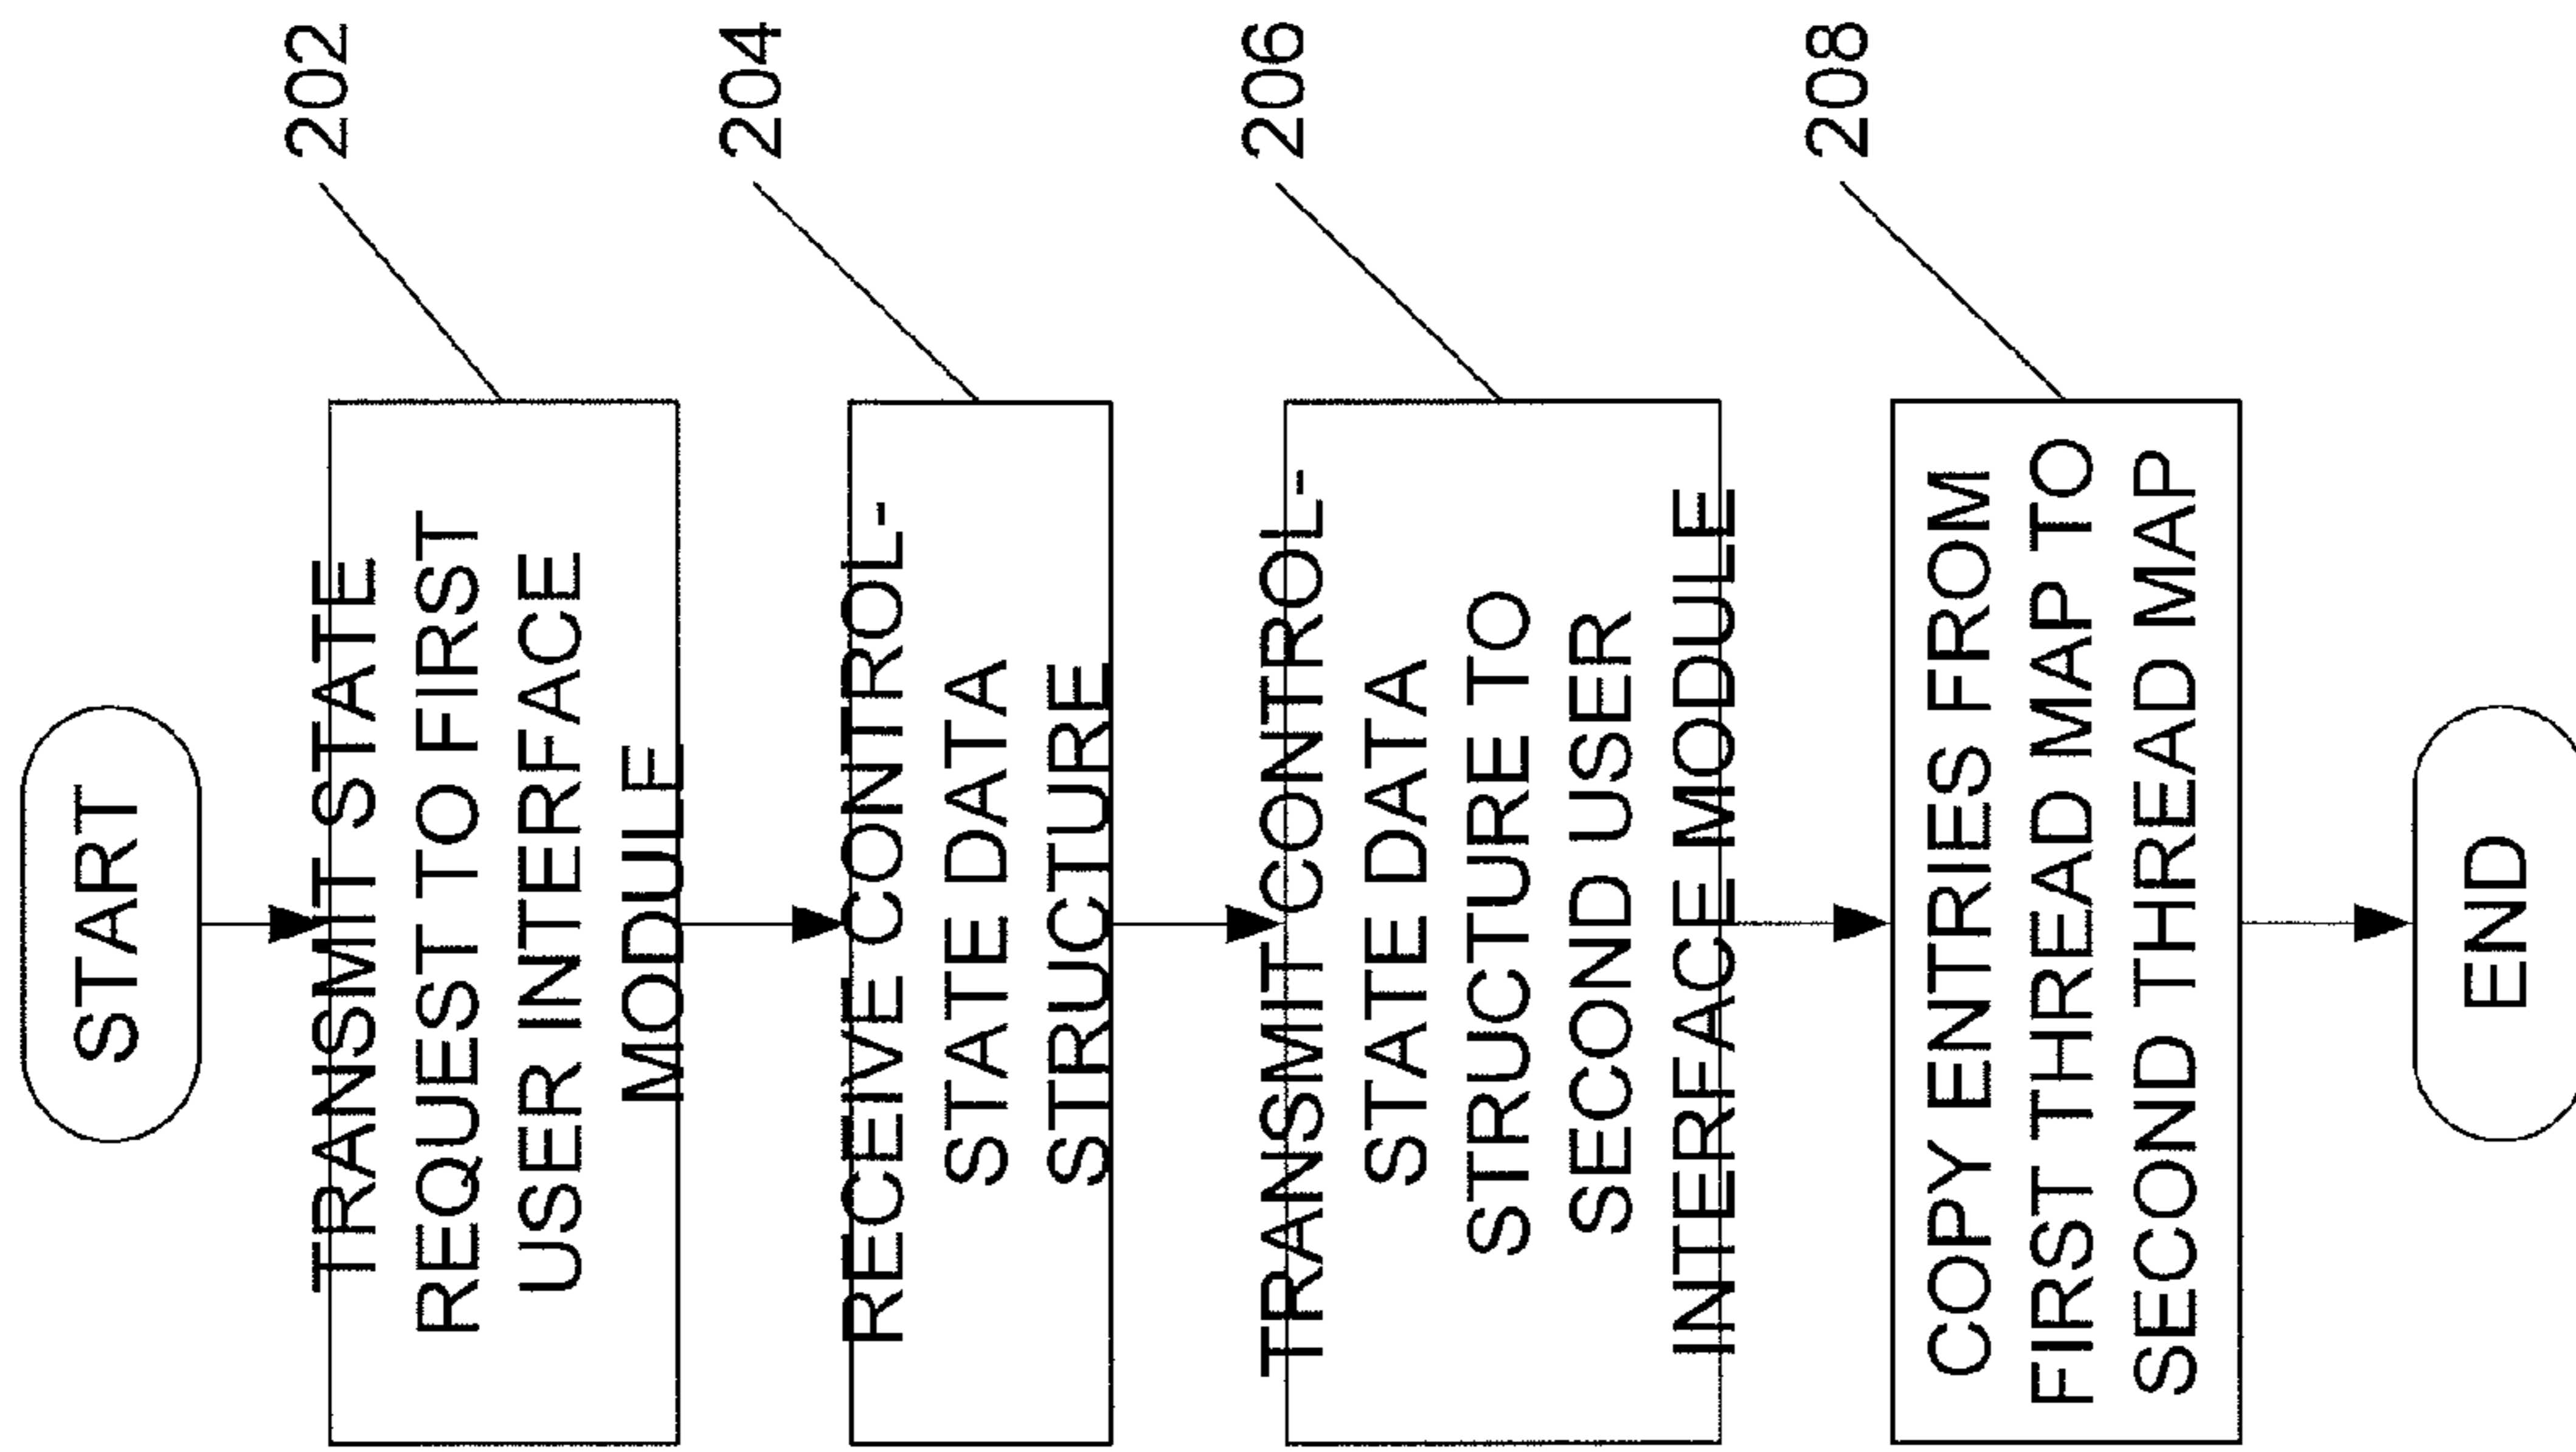 START
TRANSMIT STATE
REQUEST TO FIRST
USER INTERFACE
MODULE
202
RECEIVE CONTROL-
STATE DATA
STRUCTURE
204
TRANSMIT CONTROL-
STATE DATA
STRUCTURE TO
SECOND USER
INTERFACE MODULE
206
COPY ENTRIES FROM
FIRST THREAD MAP TO
SECOND THREAD MAP
208
END